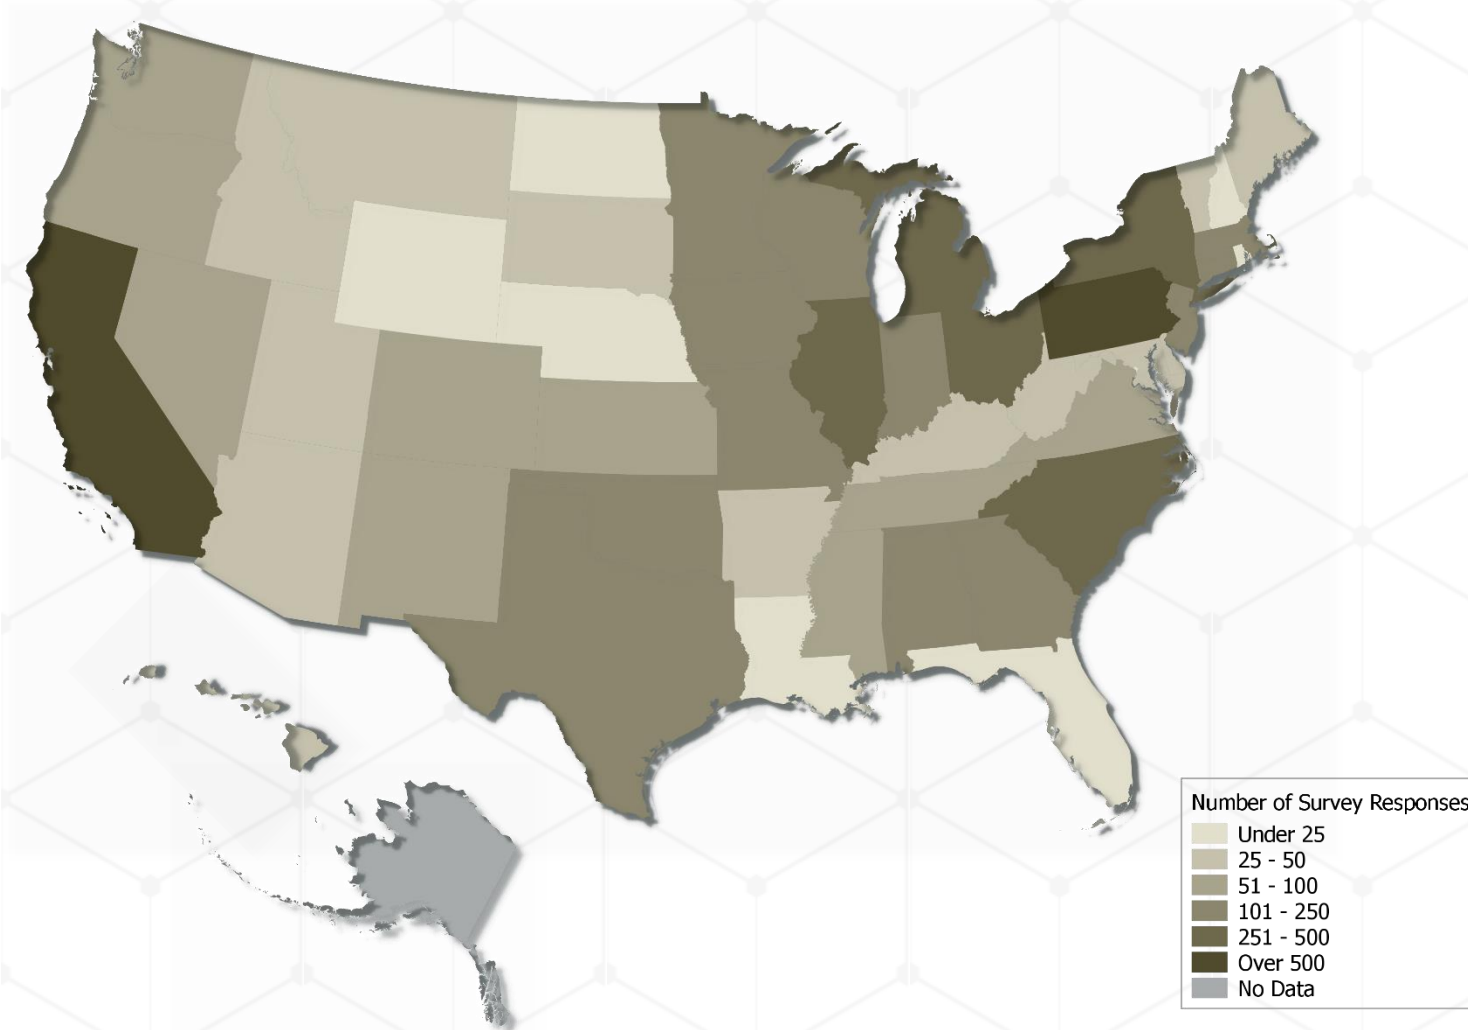 Number of Survey Responses
Under 25
25 - 50
51 - 100
101 - 250
251 - 500
Over 500
No Data